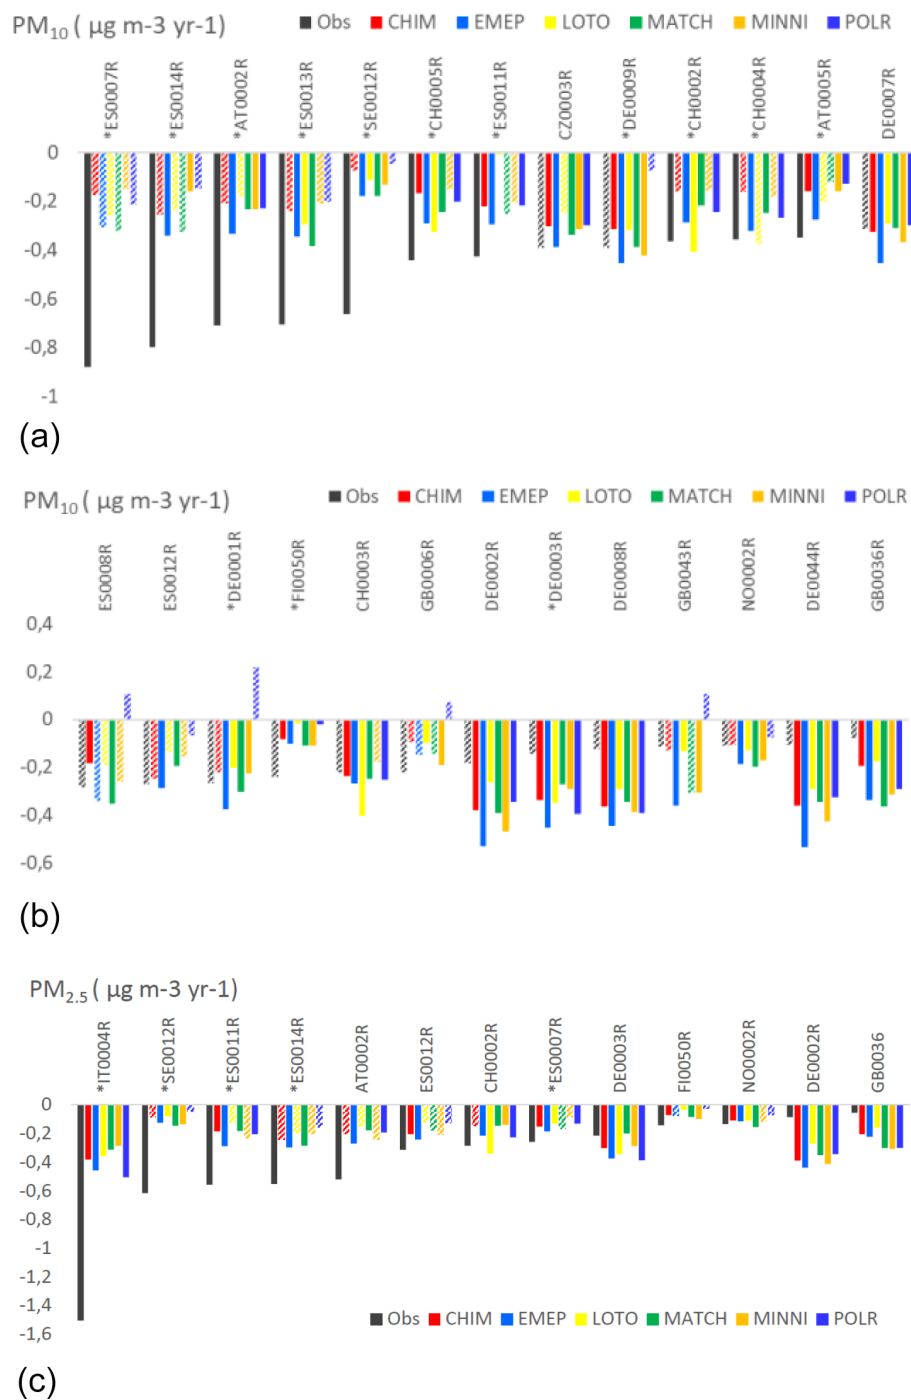 PM10 ( µg m-3 yr-1)
Obs CHIM EMEP LOTO MATCH MINNI POLR
*ES0007R *ES0014R *AT0002R *ES0013R *SE0012R *CH0005R *ES0011R CZ0003R *DE0009R *CH0002R *CH0004R *AT0005R DE0007R
0
-0,2
-0,4
-0,6
-0,8
-1
(a)
PM10 ( µg m-3 yr-1)
Obs CHIM EMEP LOTO MATCH MINNI POLR
ES0008R ES0012R *DE0001R *FI0050R CH0003R GB0006R DE0002R *DE0003R DE0008R GB0043R NO0002R DE0044R GB0036R
0,4
0,2
0
-0,2
-0,4
-0,6
(b)
PM2.5 ( µg m-3 yr-1)
*IT0004R *SE0012R *ES0011R *ES0014R AT0002R ES0012R CH0002R *ES0007R DE0003R FI0050R NO0002R DE0002R GB0036
0
-0,2
-0,4
-0,6
-0,8
-1
-1,2
-1,4
-1,6
Obs CHIM EMEP LOTO MATCH MINNI POLR
(c)